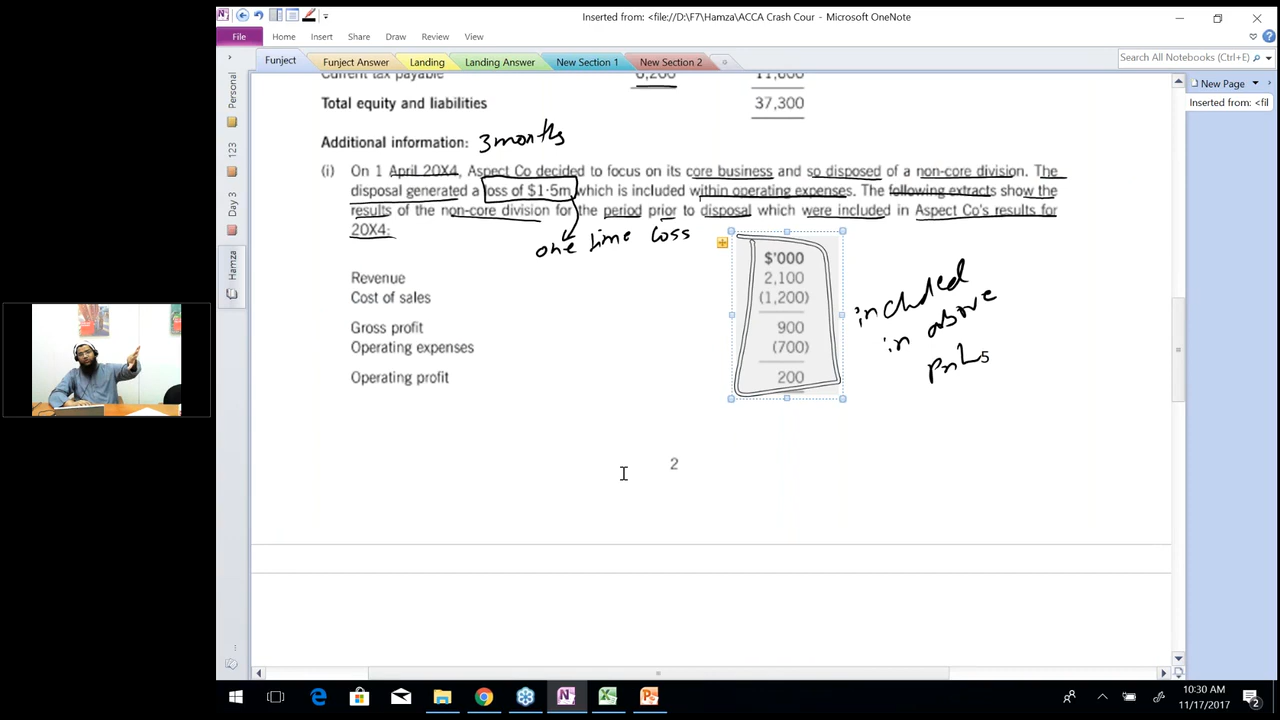 Inserted from: <file://D:\F7\Hamza\ACCA Crash Cour - Microsoft OneNote
File Home Insert Share Draw Review View
Funject Funject Answer Landing Landing Answer New Section 1 New Section 2
Search All Notebooks (Ctrl+E)
New Page
Inserted from: <fil
Personal
123
Day 3
Hamza
Current tax payable 6,200 11,600
Total equity and liabilities 37,300
Additional information: 3 months
(i) On 1 April 20X4, Aspect Co decided to focus on its core business and so disposed of a non-core division. The
disposal generated a loss of $1·5m which is included within operating expenses. The following extracts show the
results of the non-core division for the period prior to disposal which were included in Aspect Co's results for
20X4:
one time loss
$'000
Revenue 2,100
Cost of sales (1,200)
Gross profit 900
Operating expenses (700)
Operating profit 200
included
in above
PnLs
2
10:30 AM
11/17/2017
2